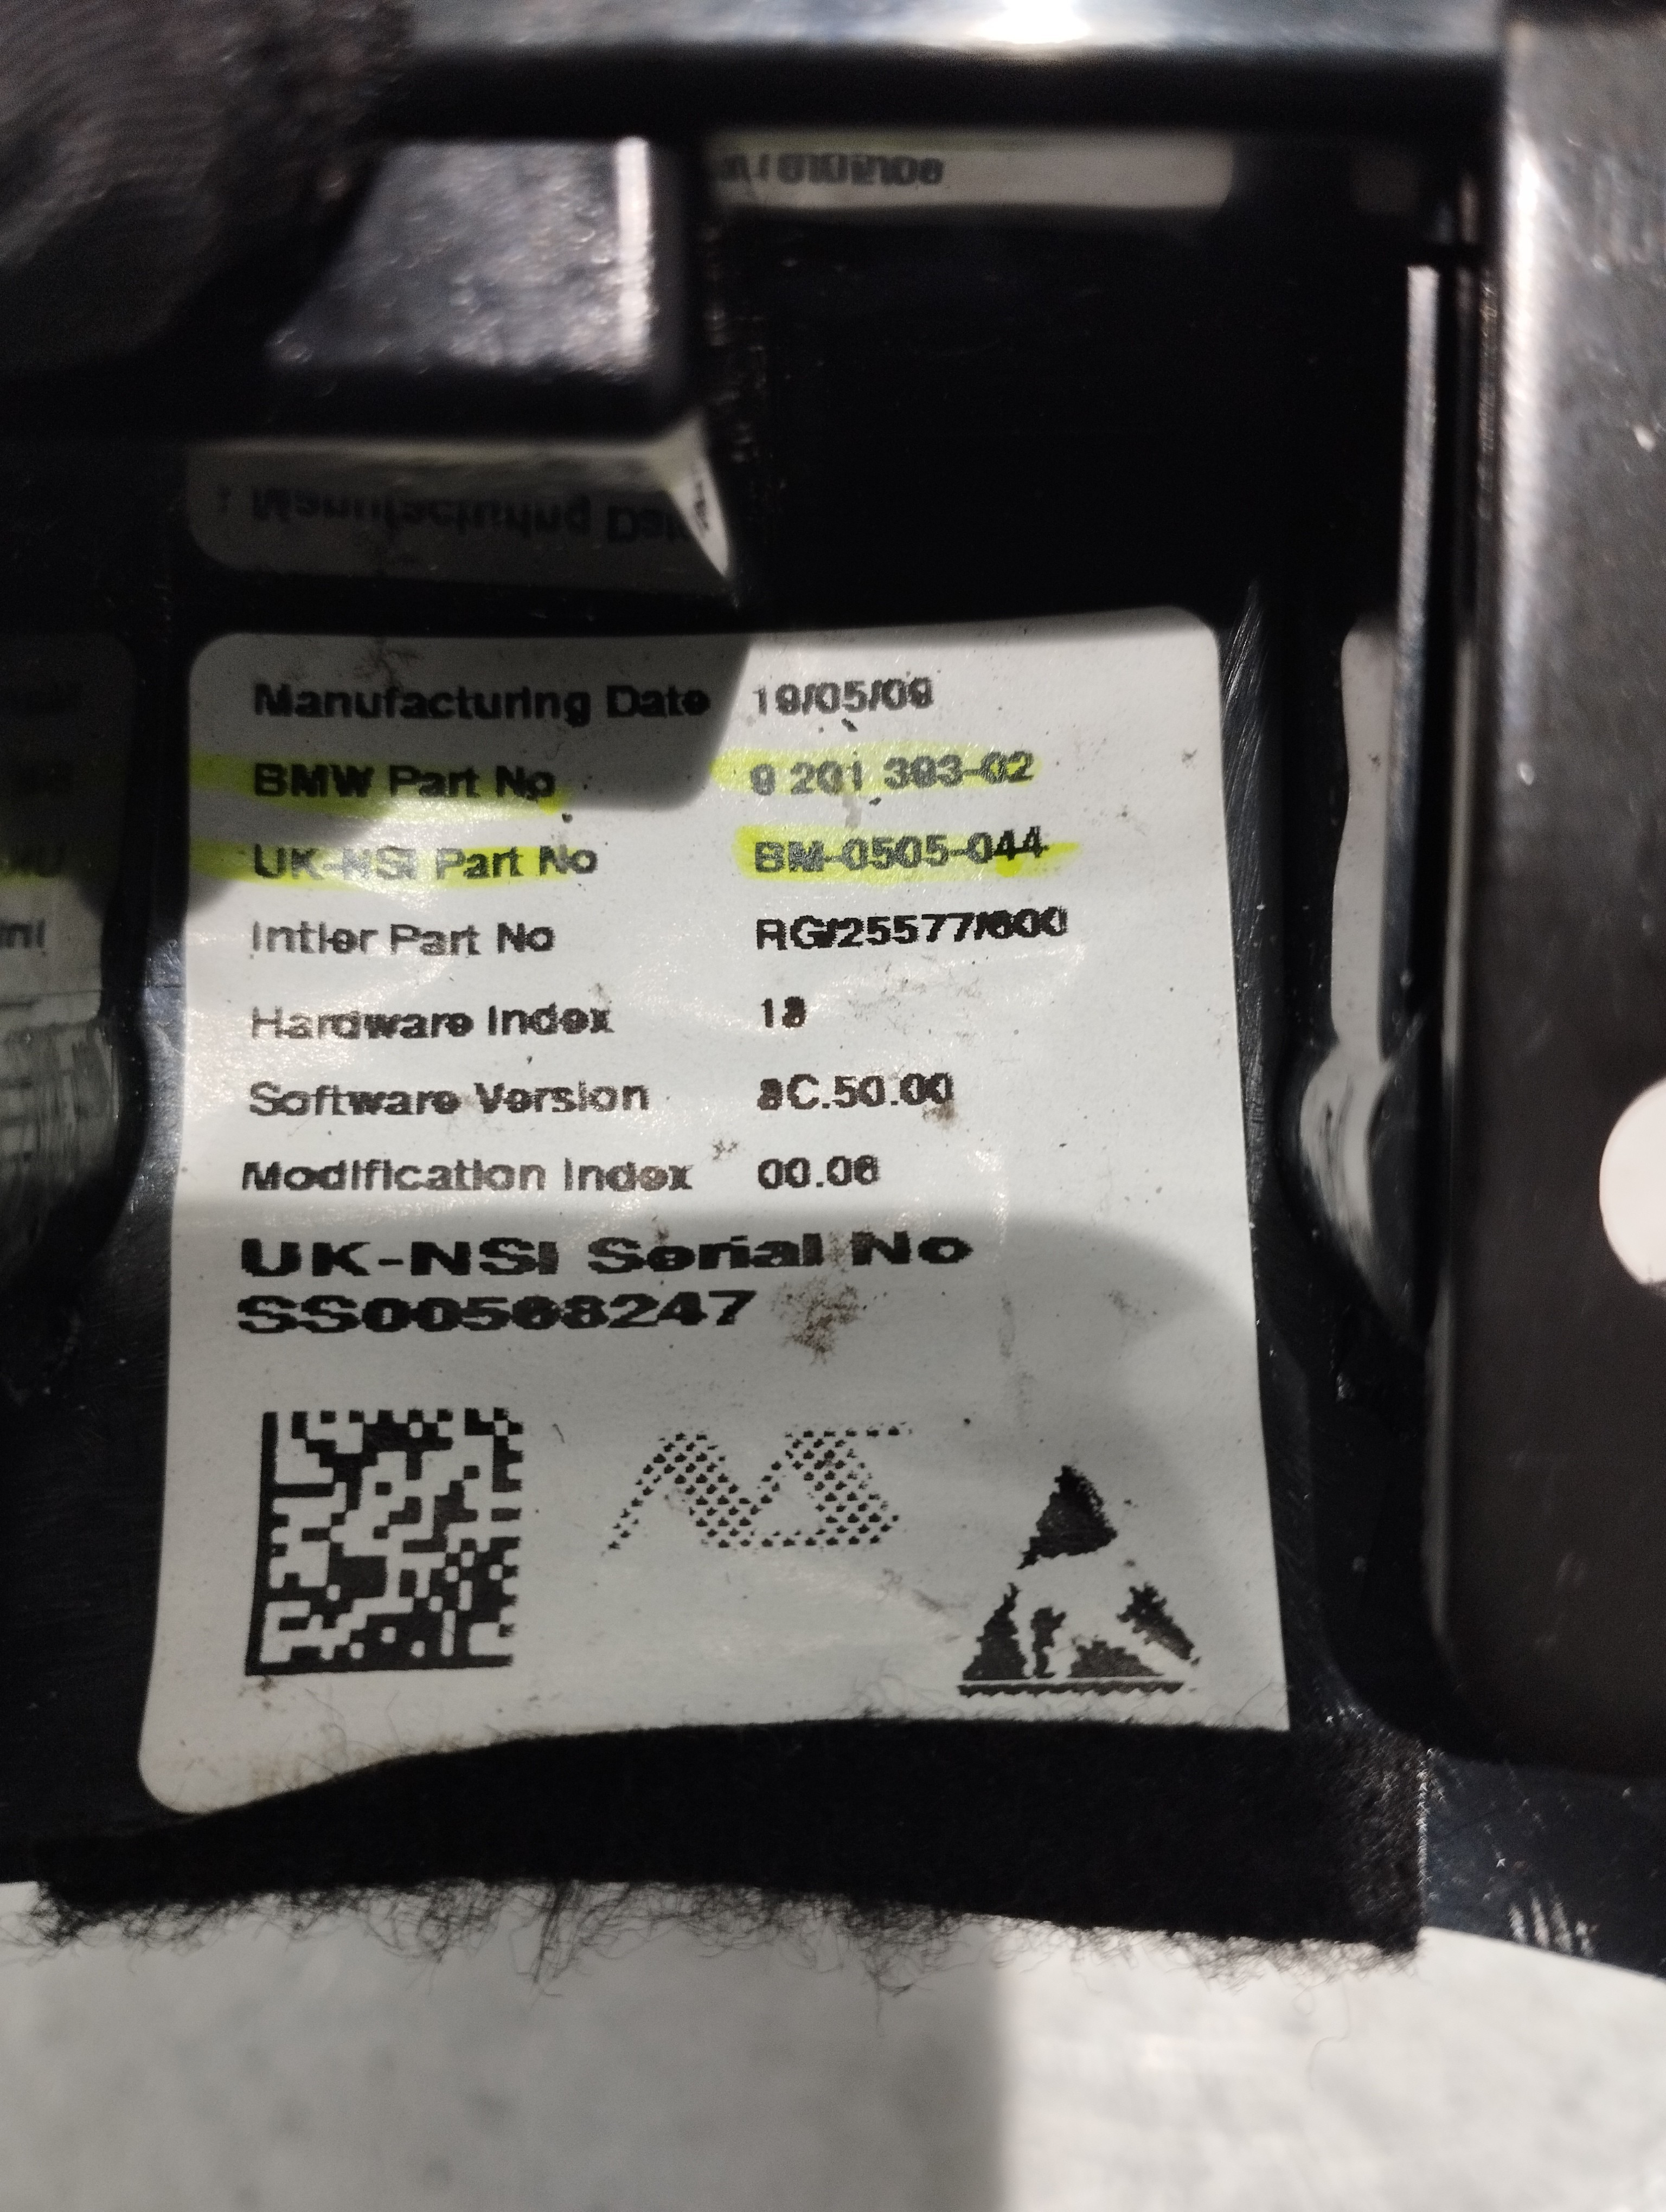 Manufacturing Date
Manufacturing Date 19/05/09
BMW Part No 9 201 393-02
UK-NSI Part No BM-0505-044
Intier Part No RG/25577/600
Hardware Index
Software Version 8C.50.00
Modification Index 00.06
UK-NSI Serial No